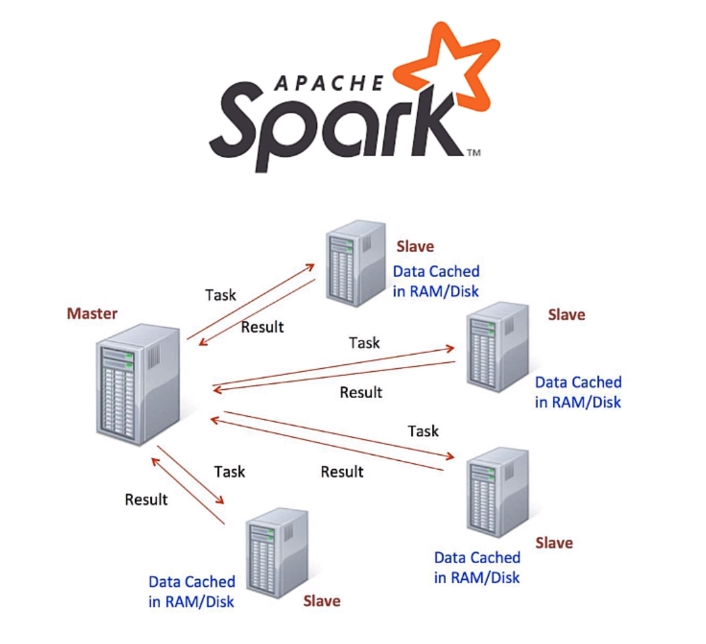 APACHE
Spark™
Slave
Data Cached
in RAM/Disk
Task
Result
Master
Slave
Task
Result
Data Cached
in RAM/Disk
Task
Result
Task
Result
Slave
Data Cached
in RAM/Disk
Data Cached
in RAM/Disk
Slave